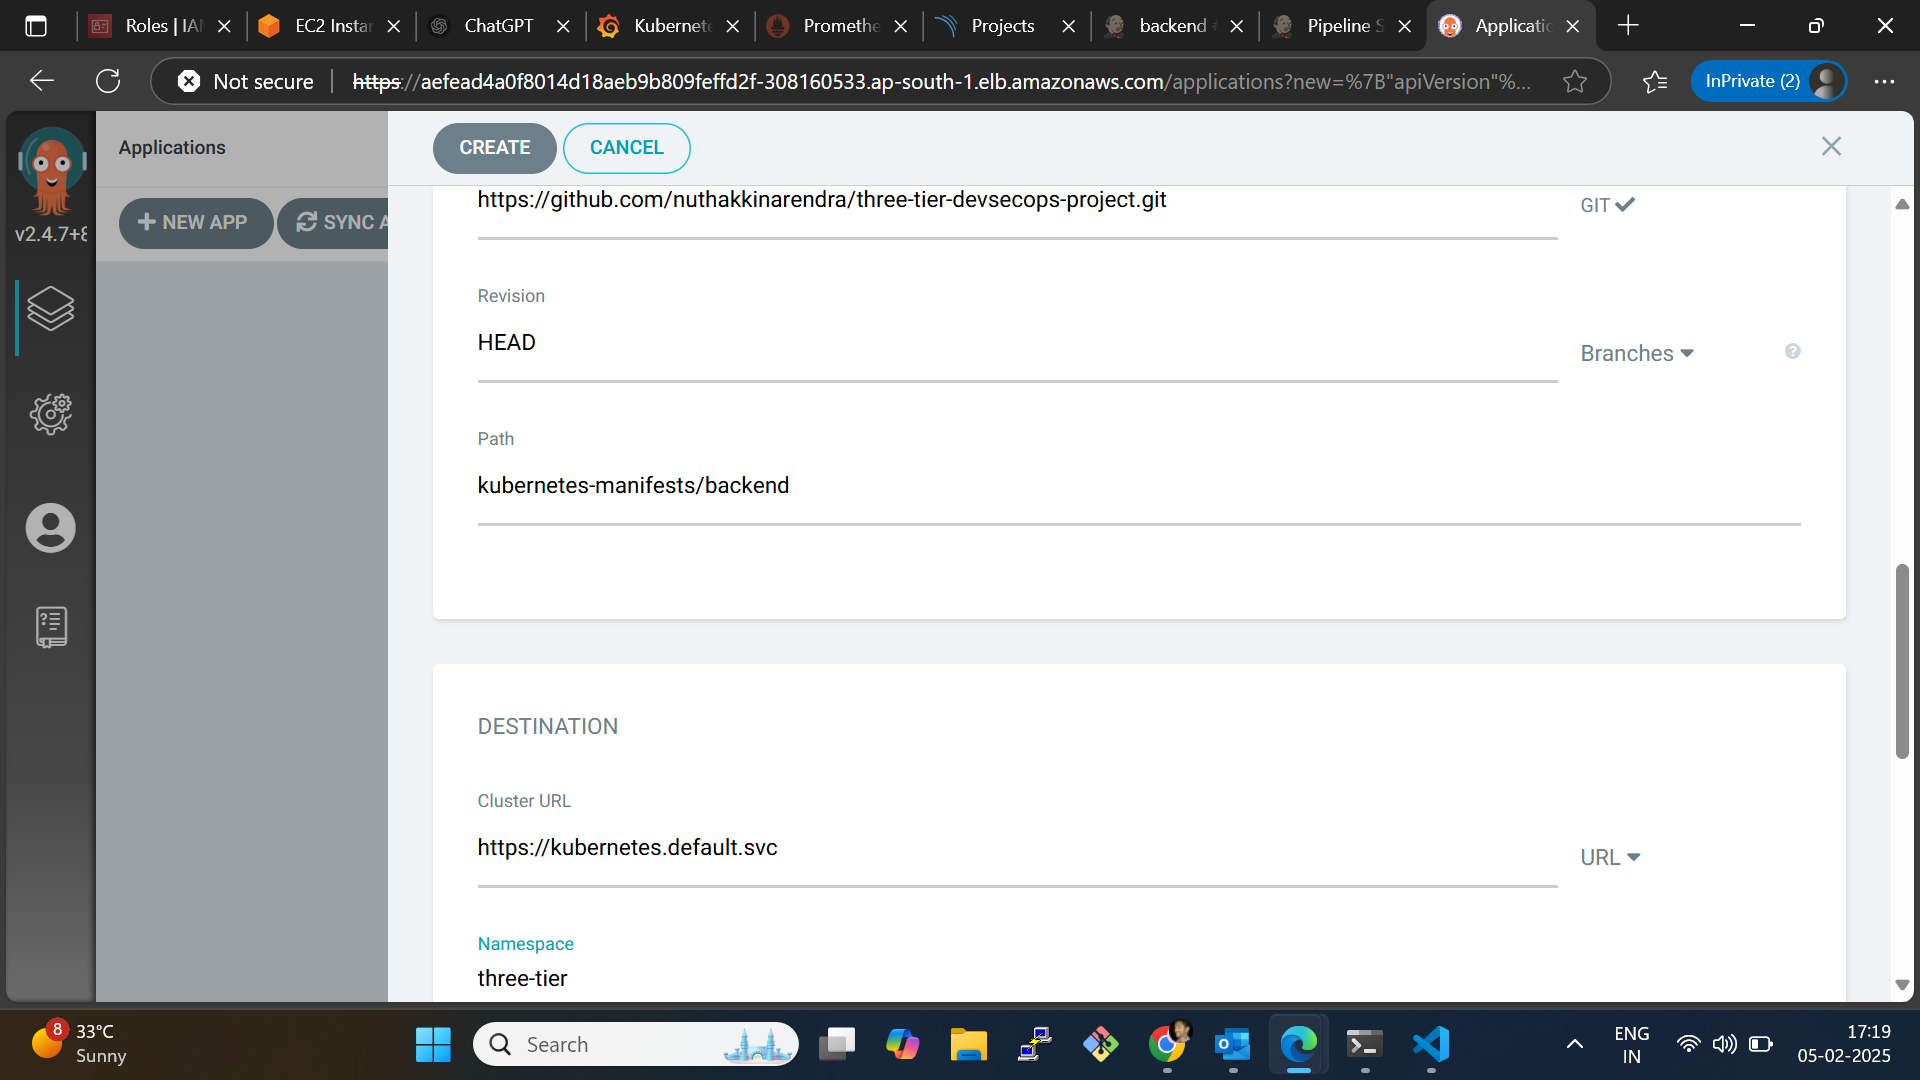 Roles | IA
EC2 Instan
ChatGPT
Kubernete
Promethe
Projects
backend
Pipeline S
Applicatio
Not secure
https://aefead4a0f8014d18aeb9b809feffd2f-308160533.ap-south-1.elb.amazonaws.com/applications?new=%7B"apiVersion"%...
InPrivate (2)
Applications
CREATE
CANCEL
https://github.com/nuthakkinarendra/three-tier-devsecops-project.git
GIT
NEW APP
SYNC A
v2.4.7+8
Revision
HEAD
Branches
Path
kubernetes-manifests/backend
DESTINATION
Cluster URL
https://kubernetes.default.svc
URL
Namespace
three-tier
8
33°C
Sunny
Search
ENG
IN
17:19
05-02-2025